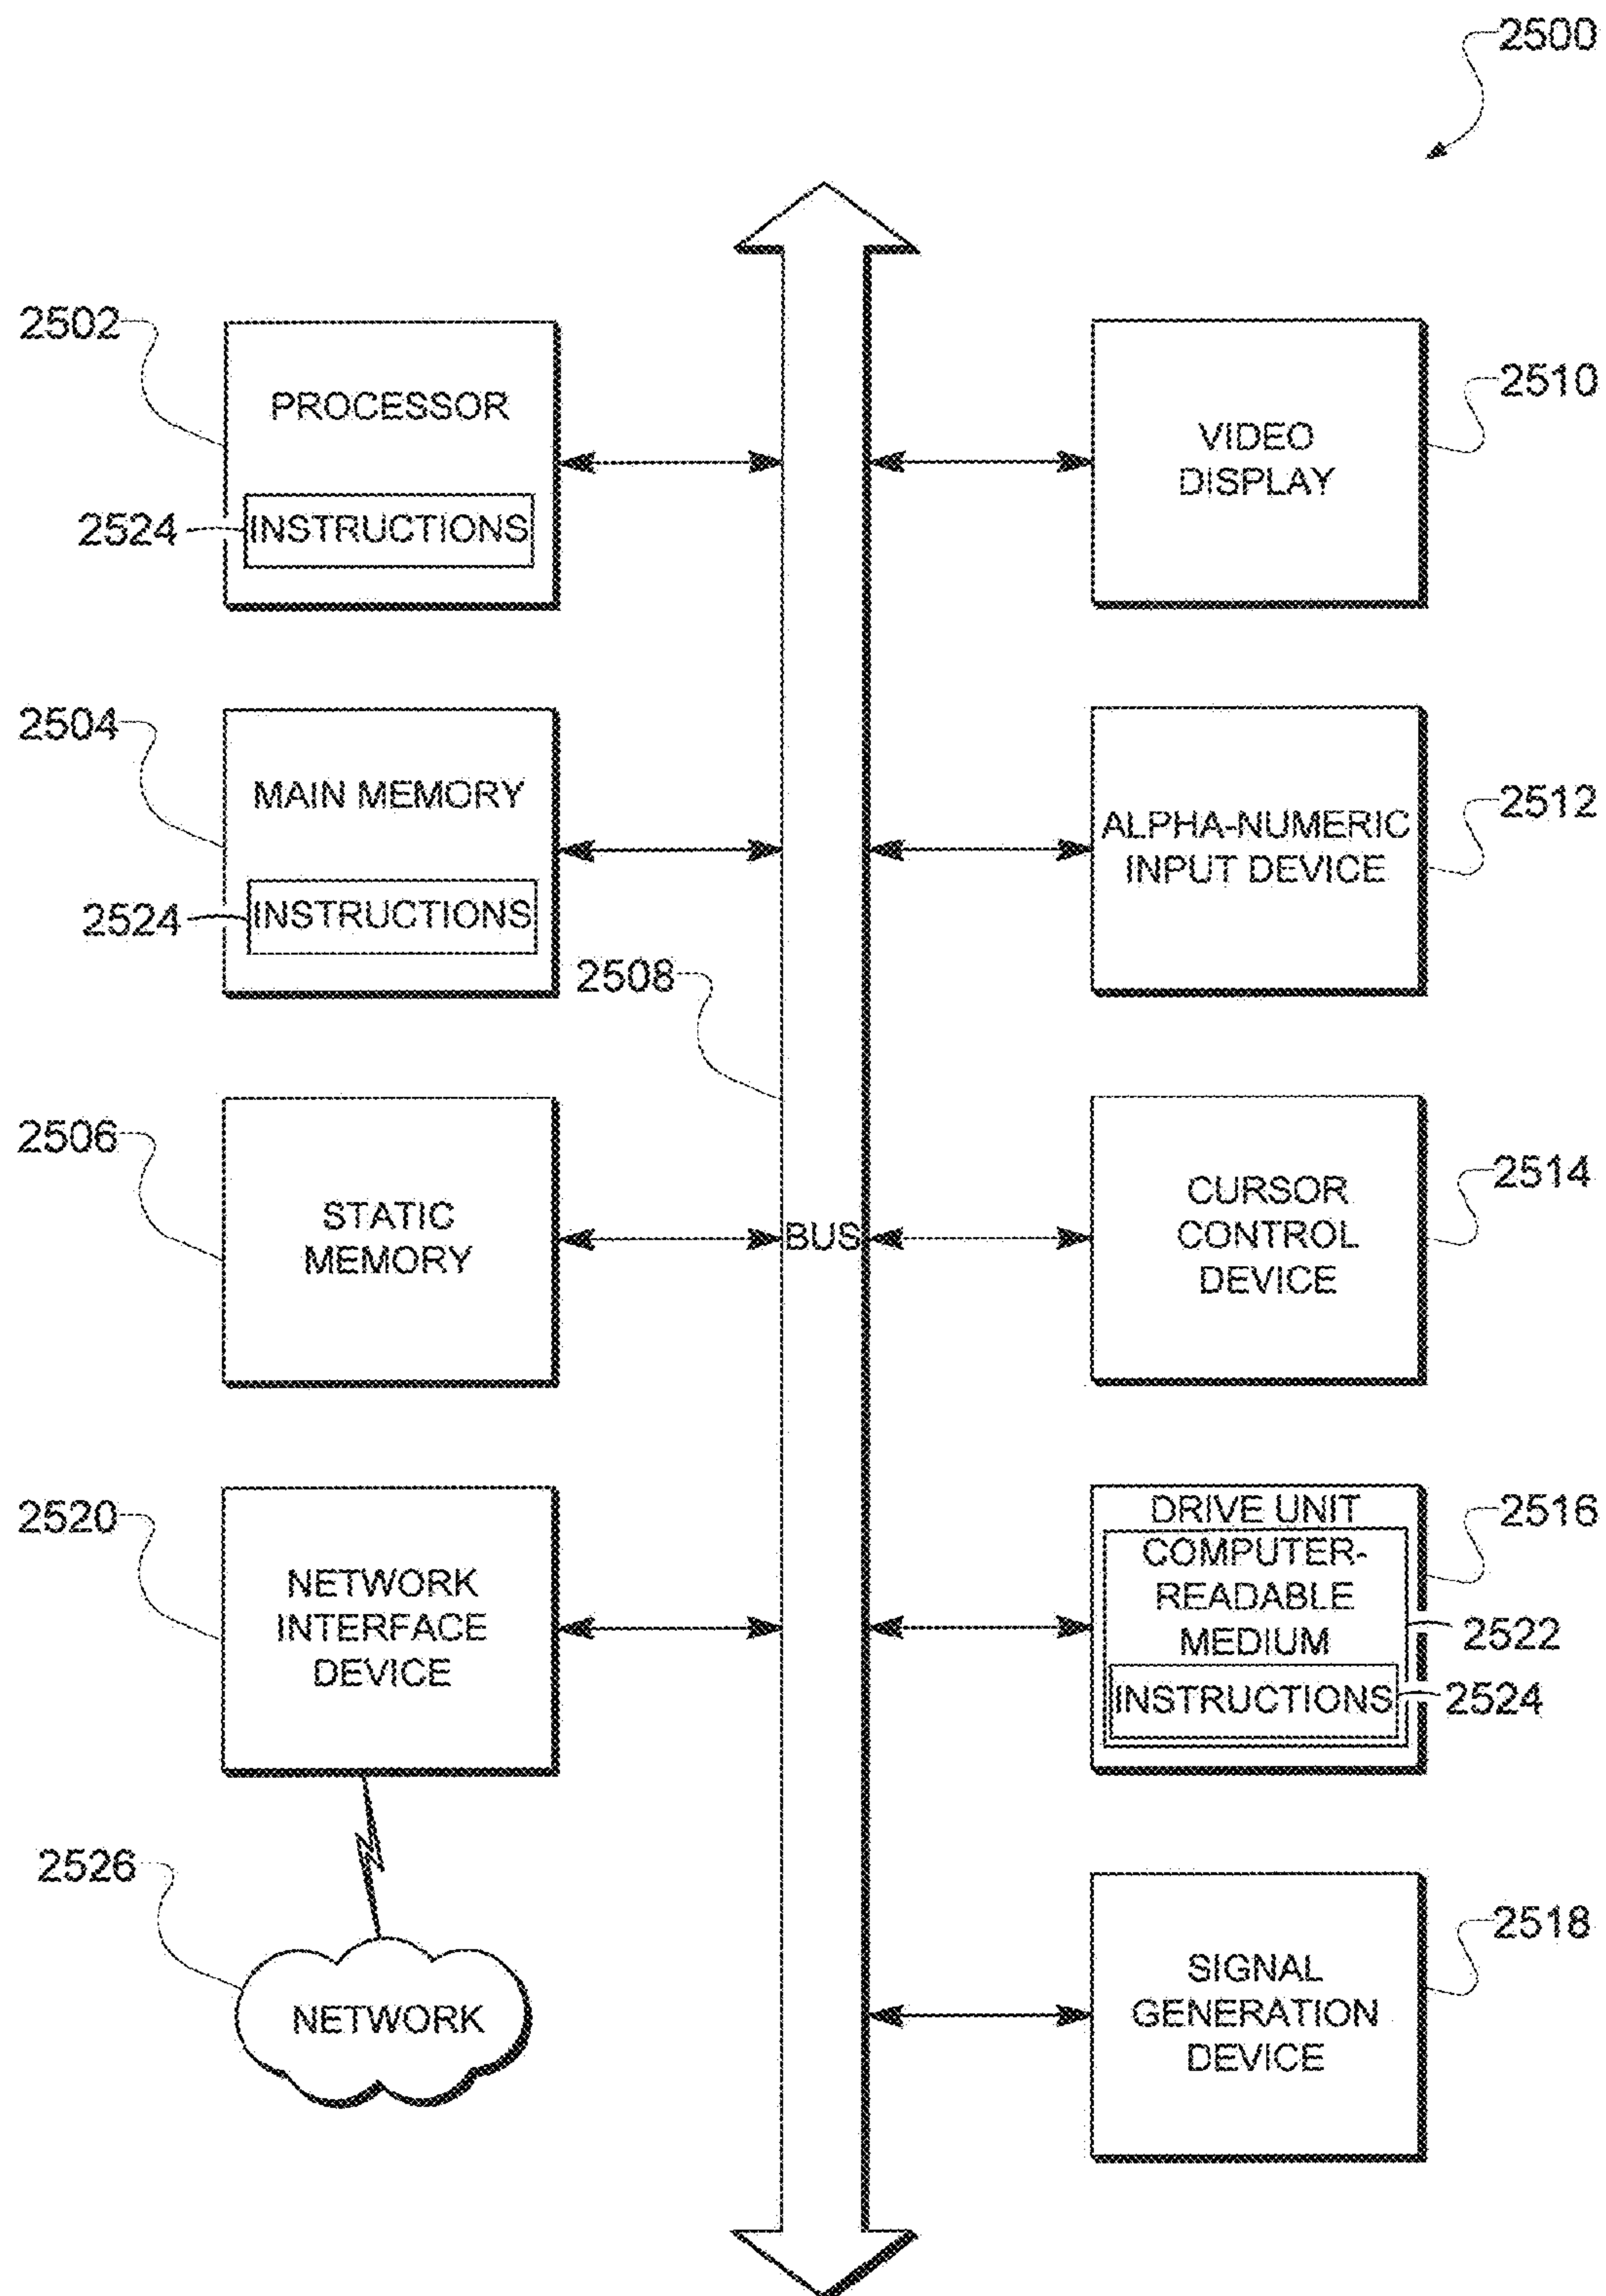 2500
2502
PROCESSOR
2524
INSTRUCTIONS
2510
VIDEO
DISPLAY
2504
MAIN MEMORY
2524
INSTRUCTIONS
2508
2512
ALPHA-NUMERIC
INPUT DEVICE
2506
STATIC
MEMORY
BUS
2514
CURSOR
CONTROL
DEVICE
2520
NETWORK
INTERFACE
DEVICE
2516
DRIVE UNIT
COMPUTER-
READABLE
MEDIUM
2522
INSTRUCTIONS
2524
2526
NETWORK
2518
SIGNAL
GENERATION
DEVICE